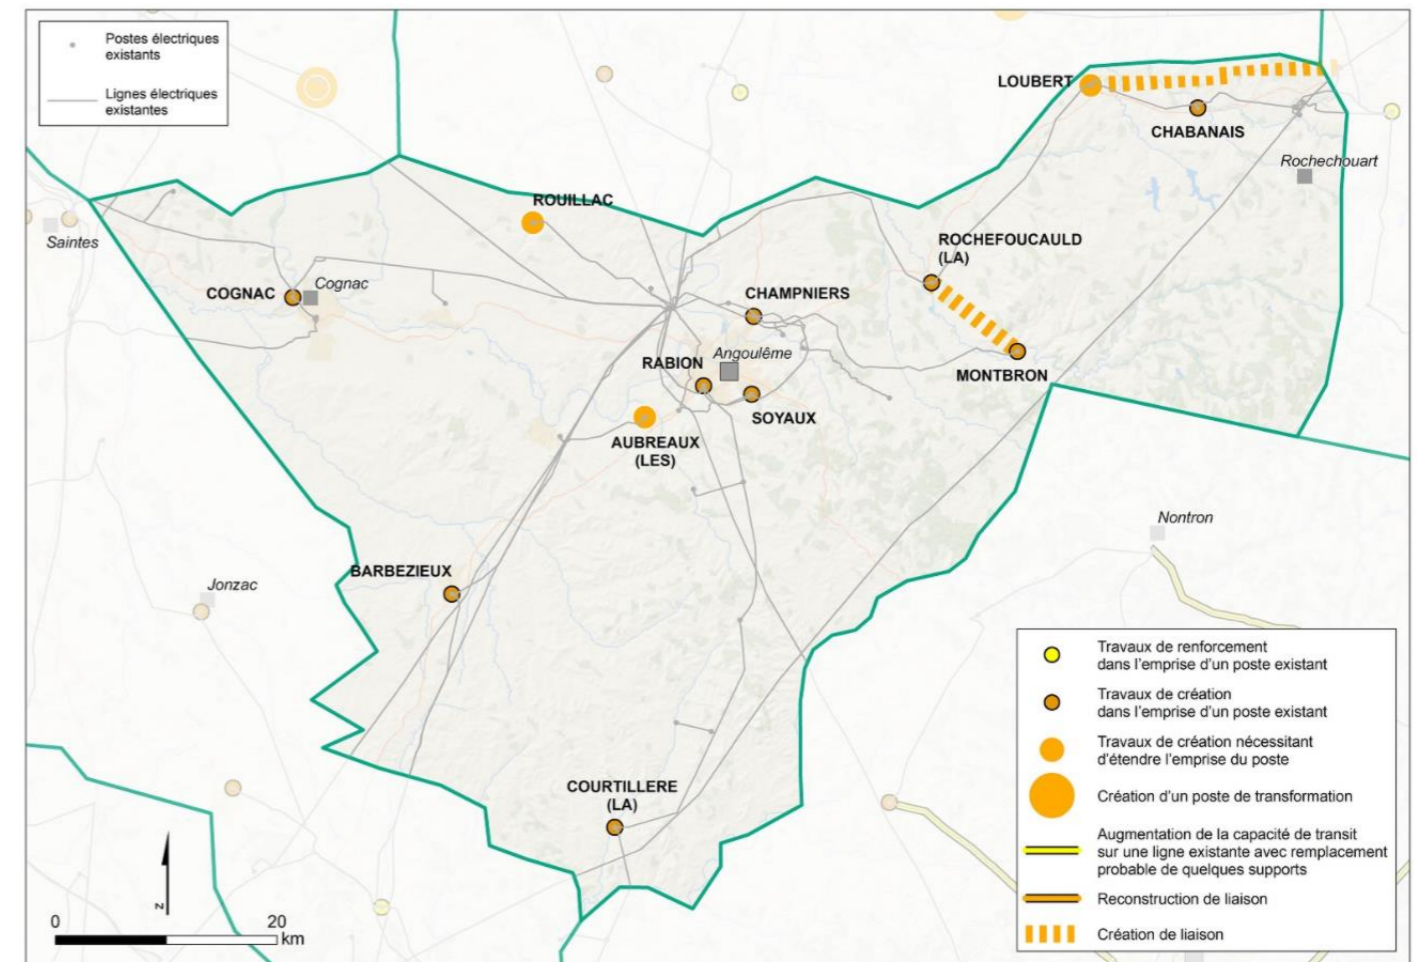 Postes électriques
existants
Lignes électriques
existantes
LOUBERT
CHABANAIS
Rochechouart
ROUILLAC
Saintes
ROCHEFOUCAULD
(LA)
COGNAC
Cognac
CHAMPNIERS
RABION
Angoulême
MONTBRON
SOYAUX
AUBREAUX
(LES)
Nontron
BARBEZIEUX
Jonzac
COURTILLERE
(LA)
Travaux de renforcement
dans l'emprise d'un poste existant
Travaux de création
dans l'emprise d'un poste existant
Travaux de création nécessitant
d'étendre l'emprise du poste
Création d'un poste de transformation
Augmentation de la capacité de transit
sur une ligne existante avec remplacement
probable de quelques supports
Reconstruction de liaison
Création de liaison
N
0 20
km